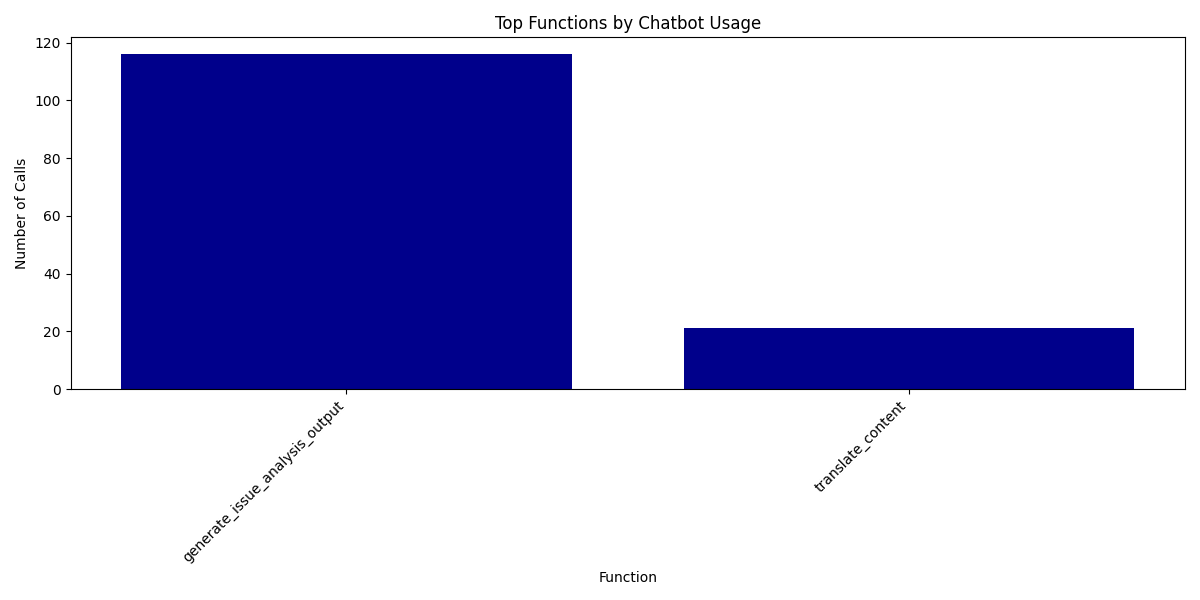 Top Functions by Chatbot Usage
120
100
80
60
40
20
0
Number of Calls
generate_issue_analysis_output
translate_content
Function